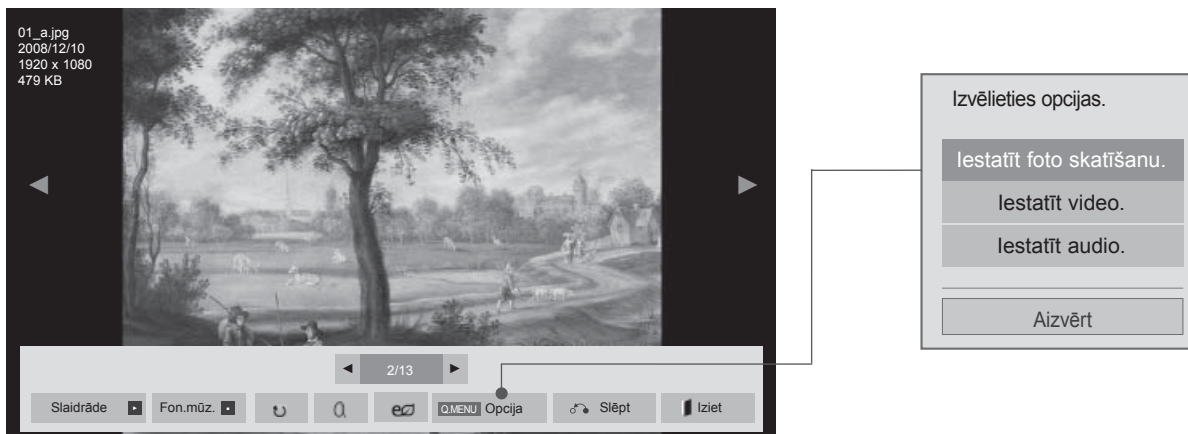 01_a.jpg
2008/12/10
1920 x 1080
479 KB
2/13
Slaidrāde Fon.mūz. Q.MENU Opcija Slēpt Iziet
Izvēlieties opcijas.
Iestatīt foto skatīšanu.
Iestatīt video.
Iestatīt audio.
Aizvērt